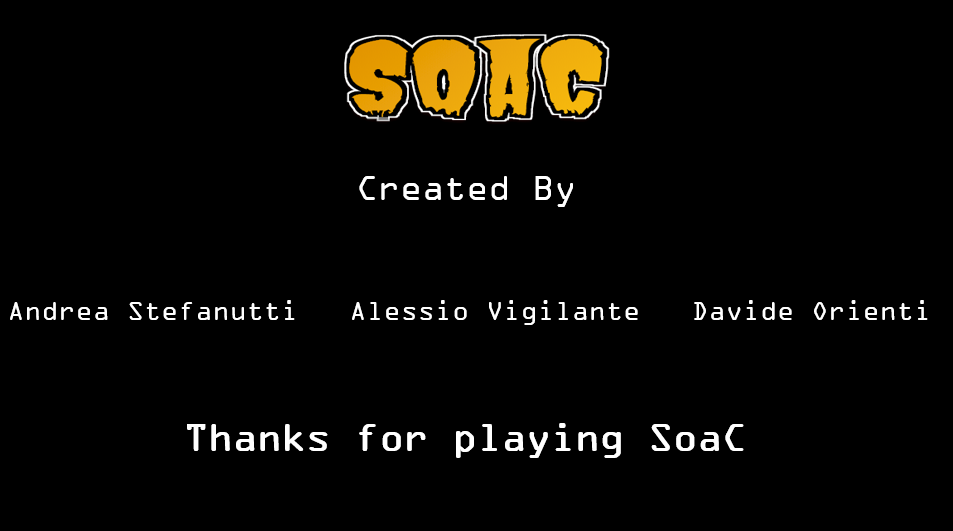 SOAC
Created By
Andrea Stefanutti Alessio Vigilante Davide Orienti
Thanks for playing SoaC